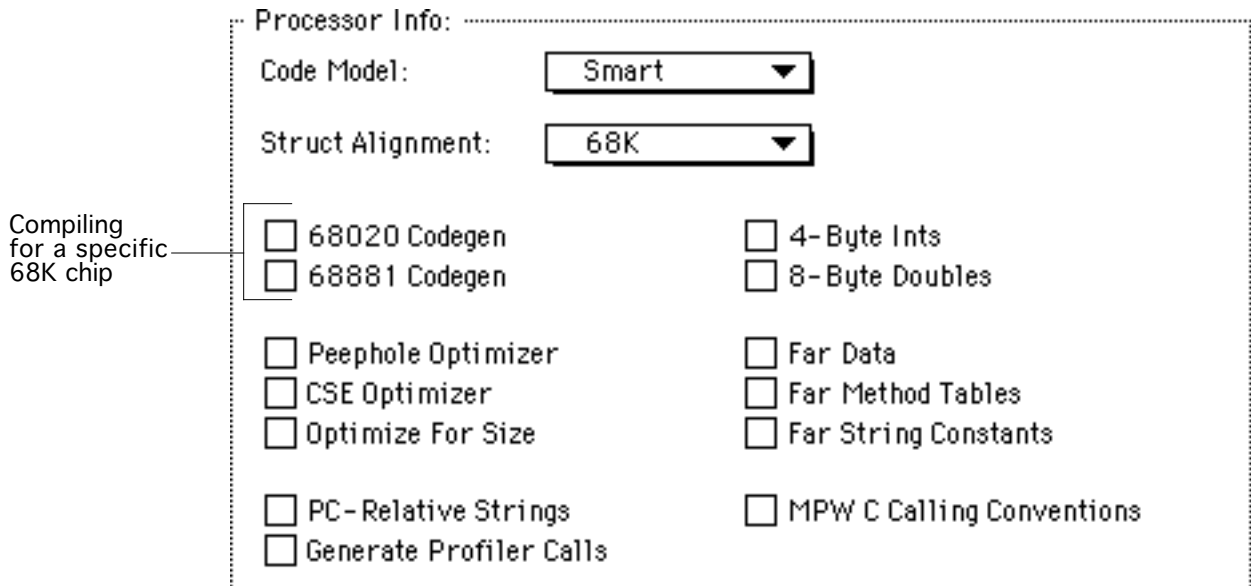 Processor Info:
Code Model: Smart
Struct Alignment: 68K
Compiling
for a specific
68K chip
68020 Codegen
68881 Codegen
4-Byte Ints
8-Byte Doubles
Peephole Optimizer
CSE Optimizer
Optimize For Size
Far Data
Far Method Tables
Far String Constants
PC-Relative Strings
Generate Profiler Calls
MPW C Calling Conventions